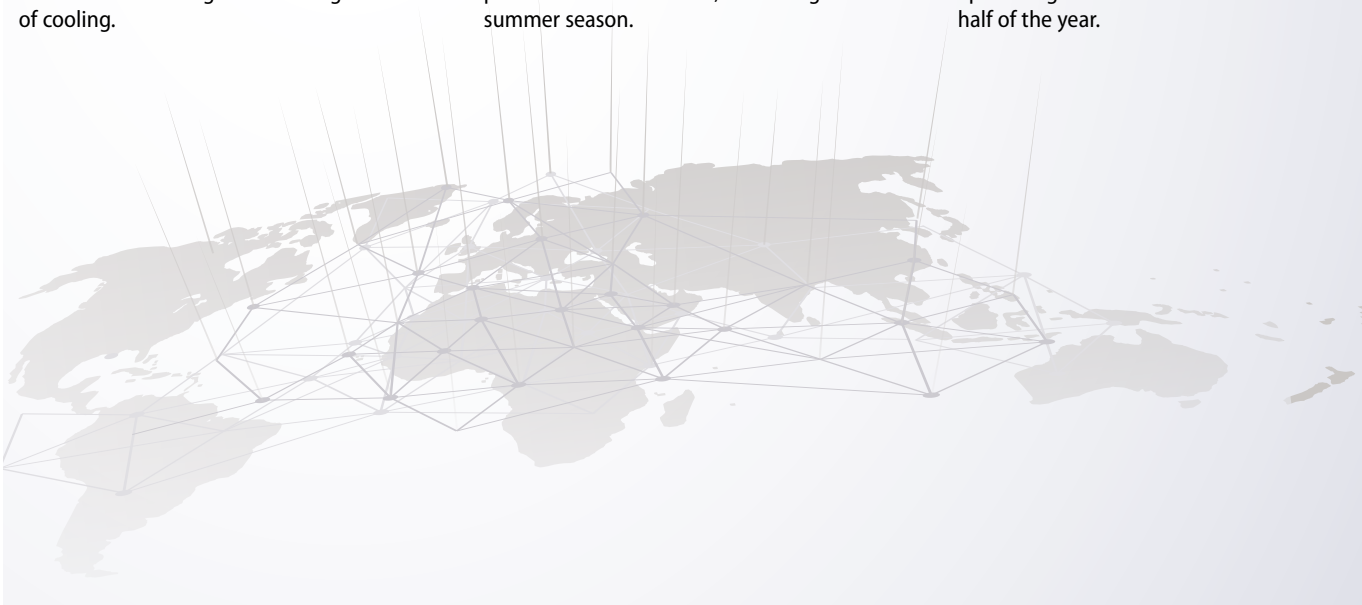 of cooling.
summer season.
half of the year.